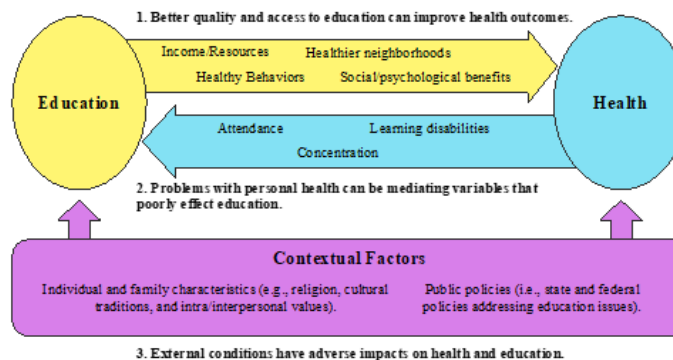 1. Better quality and access to education can improve health outcomes.
Income/Resources Healthier neighborhoods
Healthy Behaviors Social/psychological benefits
Education
Health
Attendance Learning disabilities
Concentration
2. Problems with personal health can be mediating variables that
poorly effect education.
Contextual Factors
Individual and family characteristics (e.g., religion, cultural
traditions, and intra/interpersonal values).
Public policies (i.e., state and federal
policies addressing education issues).
3. External conditions have adverse impacts on health and education.